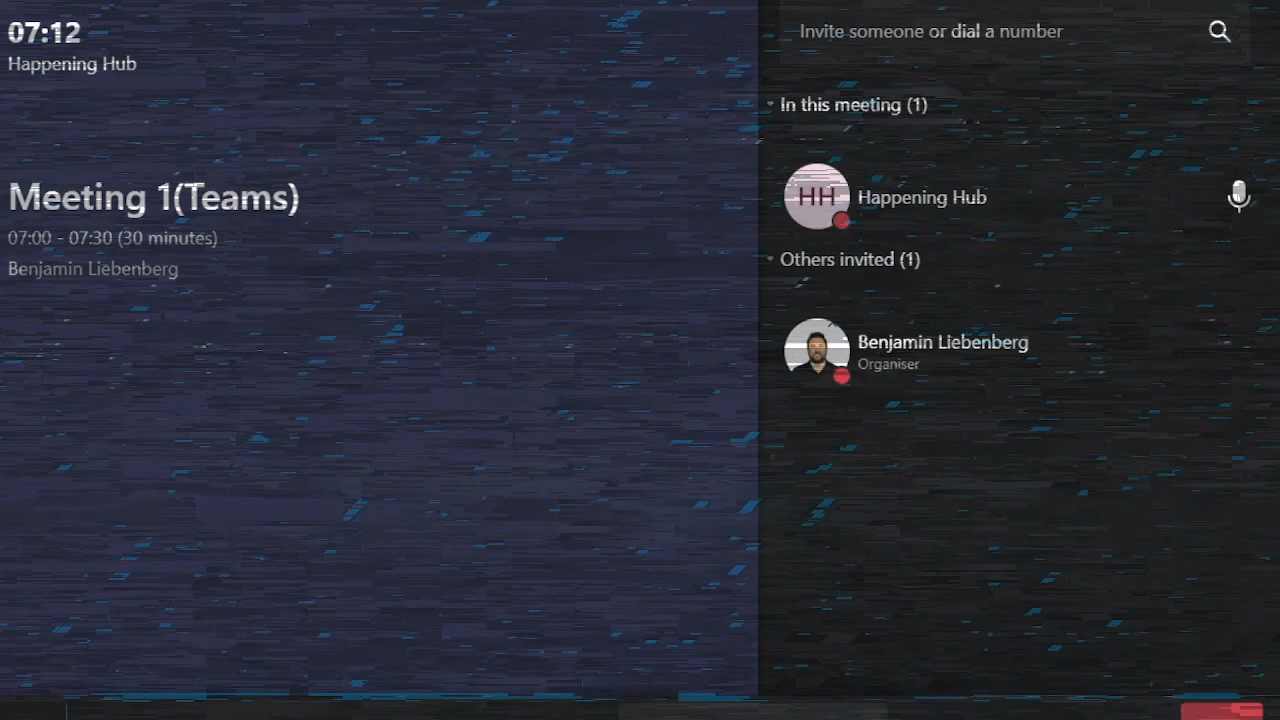 07:12
Happening Hub
Meeting 1(Teams)
07:00 - 07:30 (30 minutes)
Benjamin Liebenberg
Invite someone or dial a number
In this meeting (1)
HH
Happening Hub
Others invited (1)
Benjamin Liebenberg
Organiser